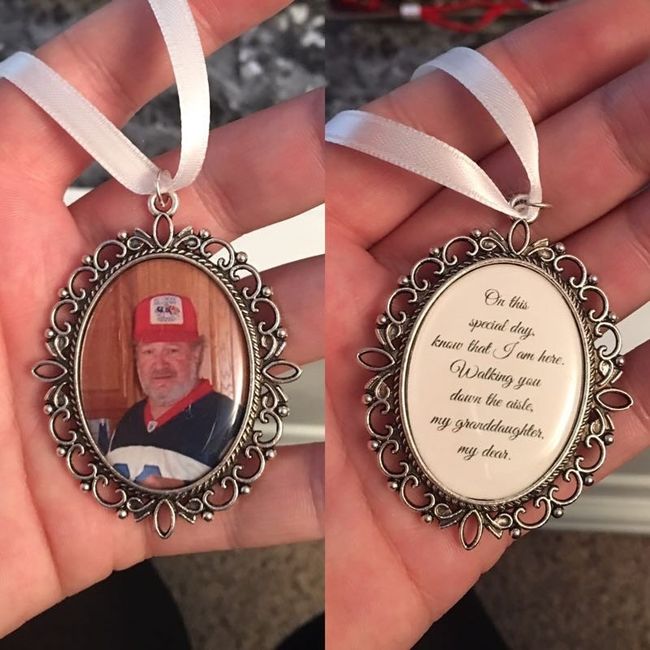 On this
special day,
know that I am here.
Walking you
down the aisle,
my granddaughter,
my dear.